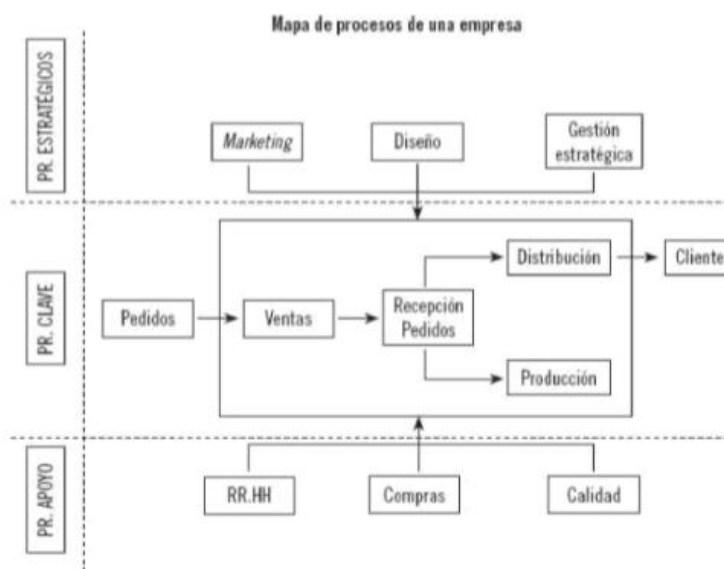 Mapa de procesos de una empresa
PR. ESTRATÉGICOS
Marketing
Diseño
Gestión
estratégica
PR. CLAVE
Pedidos
Ventas
Recepción
Pedidos
Distribución
Cliente
Producción
PR. APOYO
RR.HH
Compras
Calidad